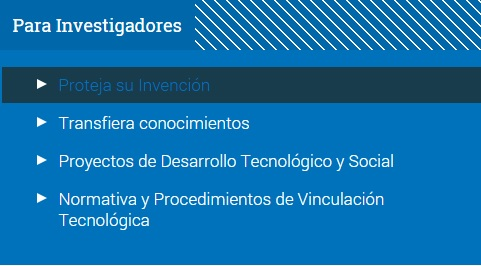 Para Investigadores
Proteja su Invención
Transfiera conocimientos
Proyectos de Desarrollo Tecnológico y Social
Normativa y Procedimientos de Vinculación
Tecnológica